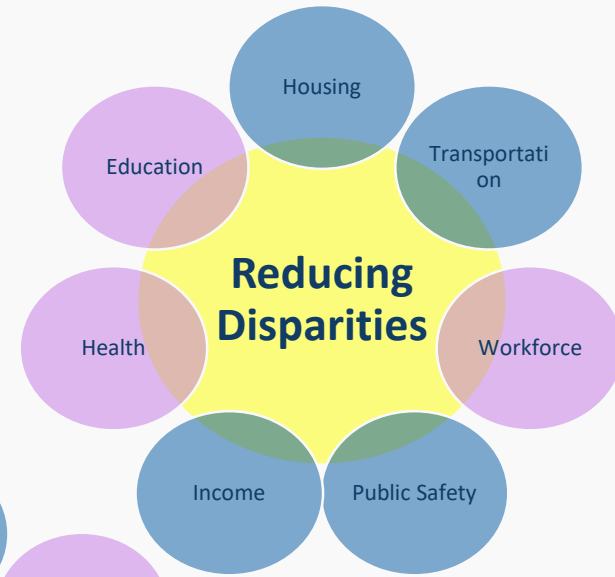 Housing
Education
Transportati
on
Reducing
Disparities
Health
Workforce
Income
Public Safety